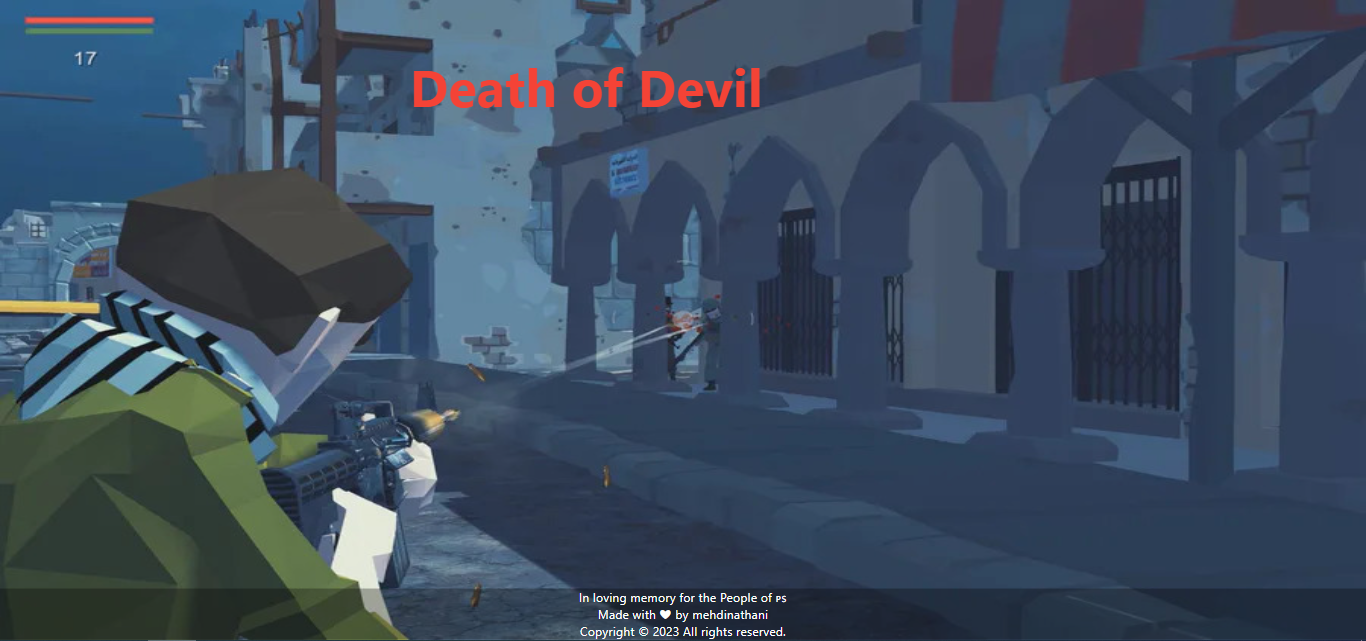 17
Death of Devil
In loving memory for the People of ᴘs
Made with ♥ by mehdinathani
Copyright © 2023 All rights reserved.